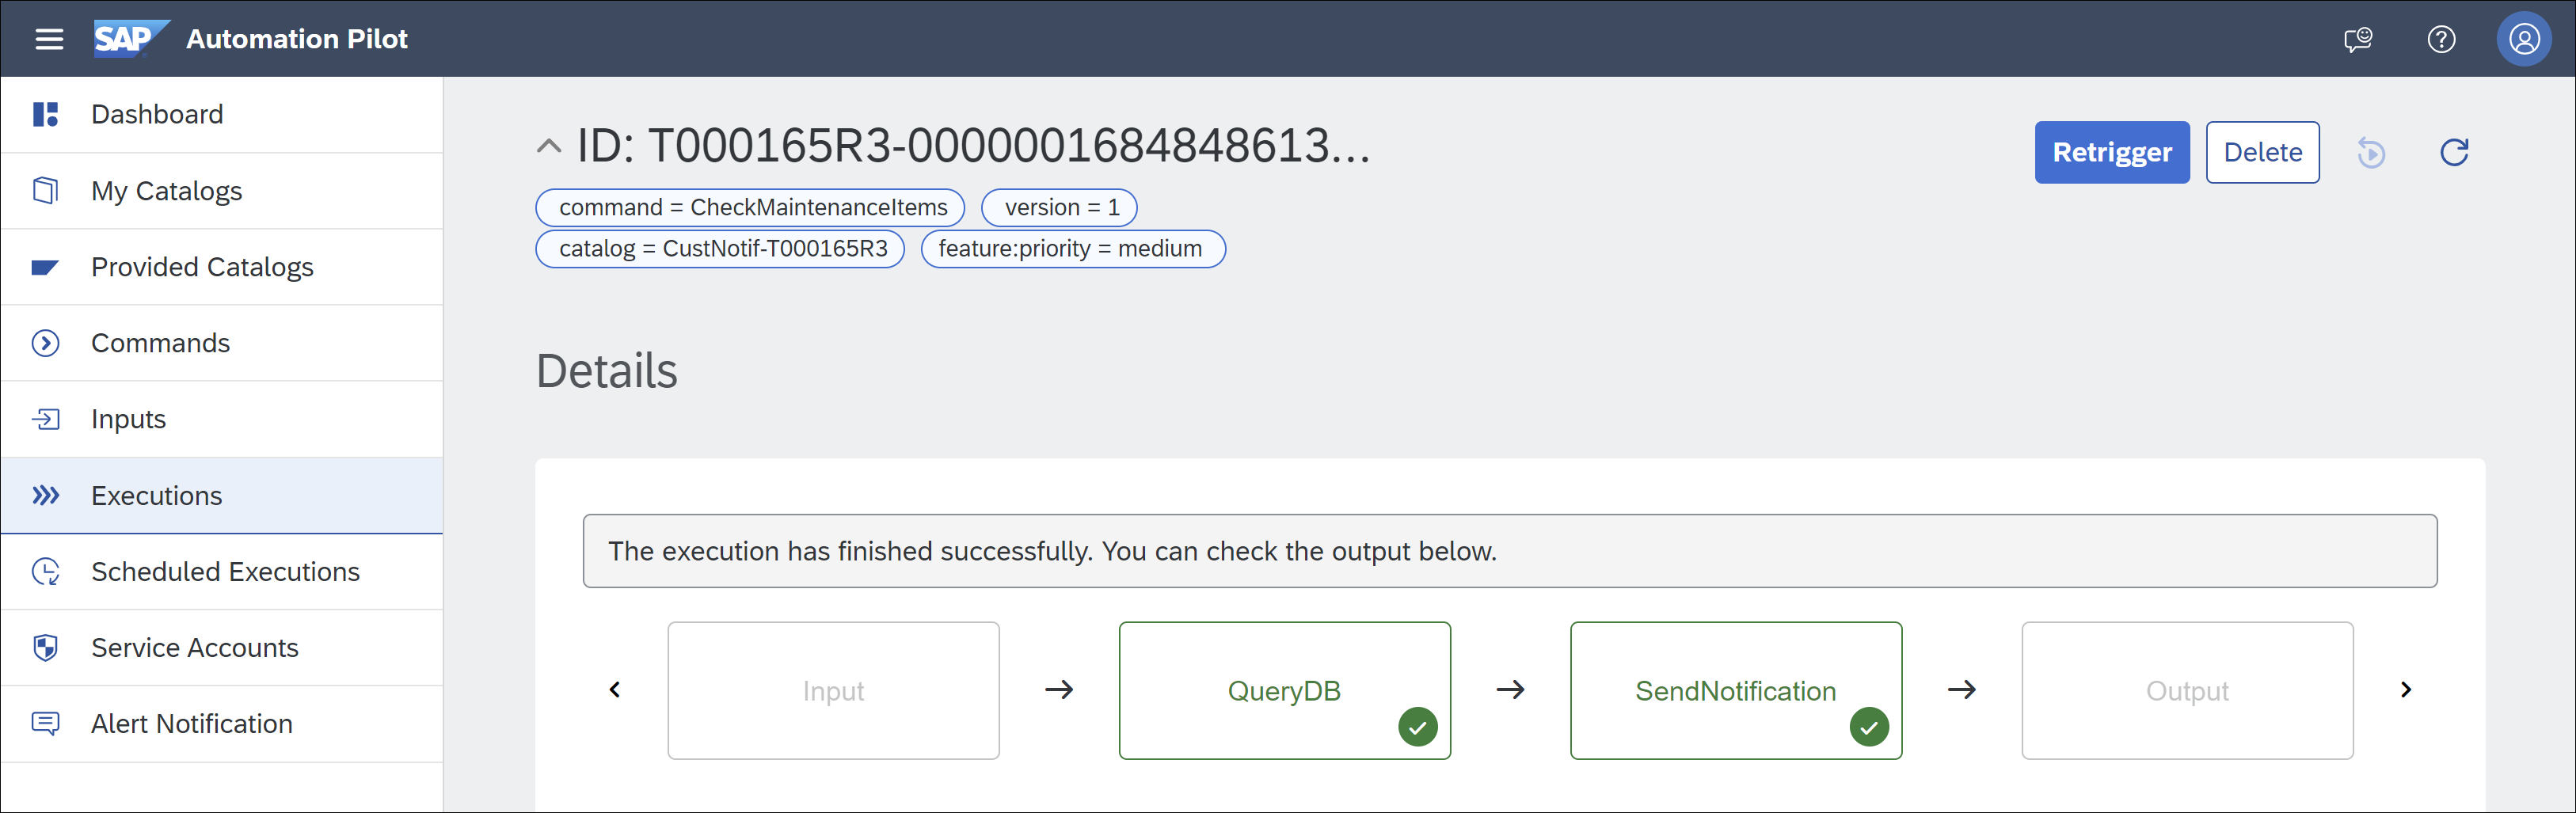 SAP Automation Pilot
Dashboard
My Catalogs
Provided Catalogs
Commands
Inputs
Executions
Scheduled Executions
Service Accounts
Alert Notification
ID: T000165R3-0000001684848613...
Retrigger
Delete
command = CheckMaintenanceItems
version = 1
catalog = CustNotif-T000165R3
feature:priority = medium
Details
The execution has finished successfully. You can check the output below.
Input
QueryDB
SendNotification
Output